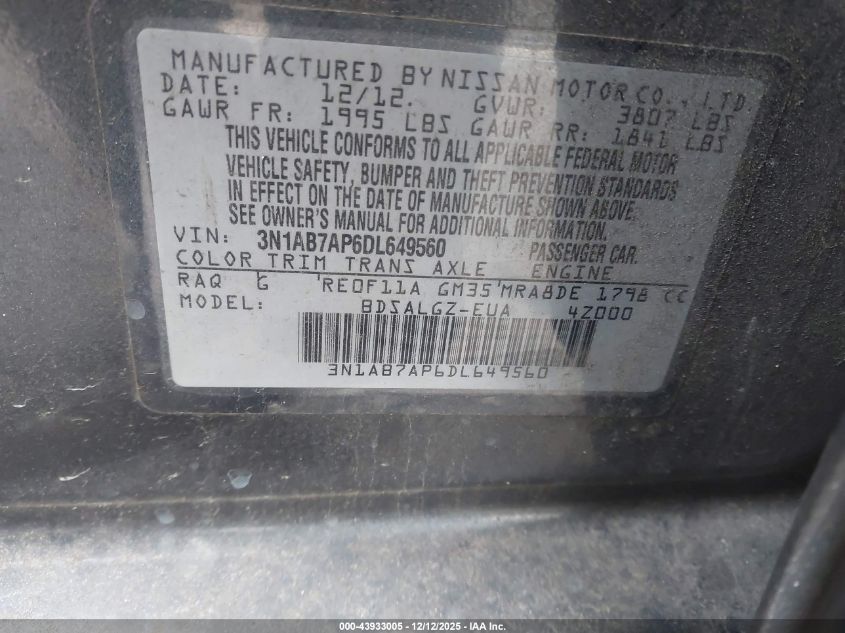 MANUFACTURED BY NISSAN MOTOR CO., LTD
DATE: 12/12. GVWR: 3807 LBS
GAWR FR: 1995 LBS GAWR RR: 1841 LBS
THIS VEHICLE CONFORMS TO ALL APPLICABLE FEDERAL MOTOR
VEHICLE SAFETY, BUMPER AND THEFT PREVENTION STANDARDS
IN EFFECT ON THE DATE OF MANUFACTURE SHOWN ABOVE.
SEE OWNER'S MANUAL FOR ADDITIONAL INFORMATION.
VIN: 3N1AB7AP6DL649560 PASSENGER CAR.
COLOR TRIM TRANS AXLE ENGINE
RAQ G RE0F11A GM35 MRA8DE 1798 CC
MODEL: BDSALGZ-EUA 4Z000
3N1AB7AP6DL649560
000-43933005 - 12/12/2025 - IAA Inc.